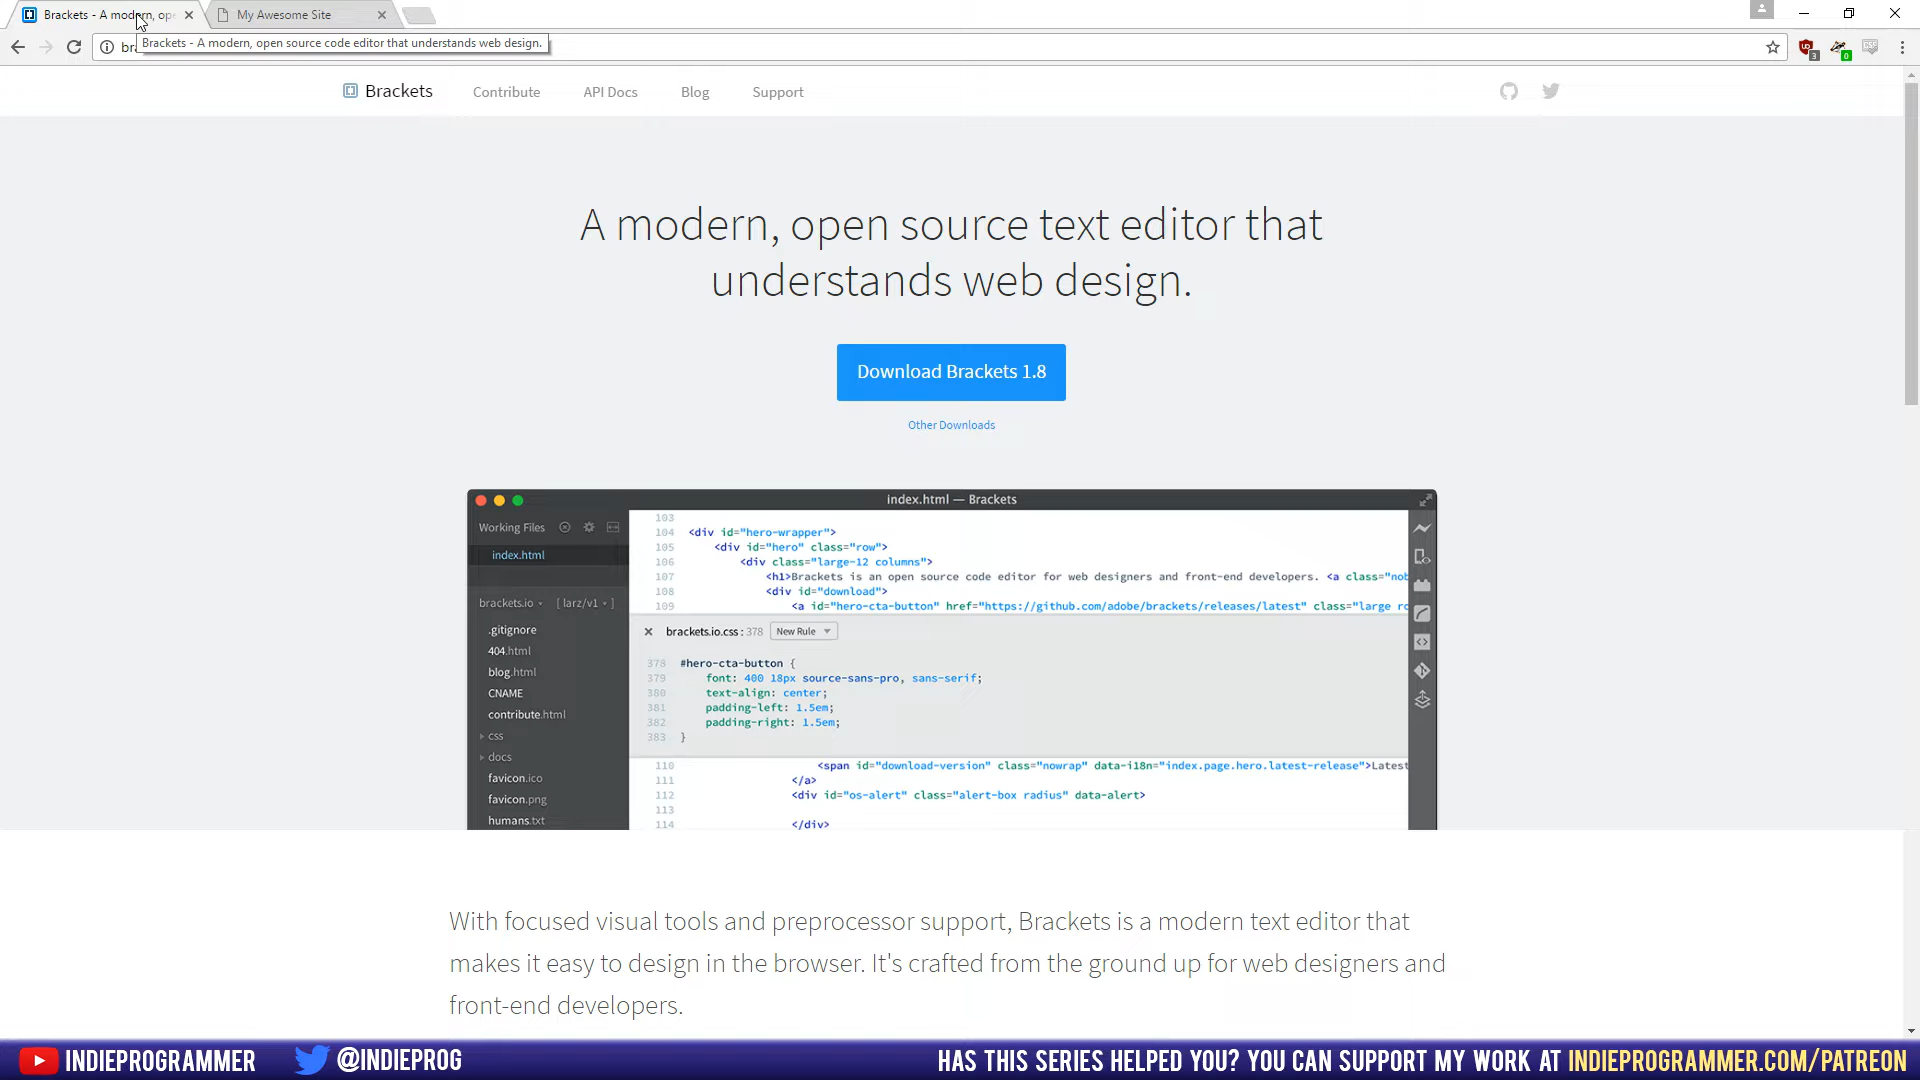 Brackets - A modern, ope
My Awesome Site
bra
Brackets - A modern, open source code editor that understands web design.
3
0
CSS
Brackets
Contribute
API Docs
Blog
Support
A modern, open source text editor that
understands web design.
Download Brackets 1.8
Other Downloads
index.html — Brackets
Working Files
index.html
brackets.io
[ larz/v1 ]
.gitignore
404.html
blog.html
CNAME
contribute.html
css
docs
favicon.ico
favicon.png
humans.txt
103
104 <div id="hero-wrapper">
105 <div id="hero" class="row">
106 <div class="large-12 columns">
107 <h1>Brackets is an open source code editor for web designers and front-end developers. <a class="nob
108 <div id="download">
109 <a id="hero-cta-button" href="https://github.com/adobe/brackets/releases/latest" class="large ro
brackets.io.css : 378 New Rule
378 #hero-cta-button {
379 font: 400 18px source-sans-pro, sans-serif;
380 text-align: center;
381 padding-left: 1.5em;
382 padding-right: 1.5em;
383 }
110 <span id="download-version" class="nowrap" data-i18n="index.page.hero.latest-release">Latest
111 </a>
112 <div id="os-alert" class="alert-box radius" data-alert>
113
114 </div>
With focused visual tools and preprocessor support, Brackets is a modern text editor that
makes it easy to design in the browser. It's crafted from the ground up for web designers and
front-end developers.
INDIEPROGRAMMER
@INDIEPROG
HAS THIS SERIES HELPED YOU? YOU CAN SUPPORT MY WORK AT INDIEPROGRAMMER.COM/PATREON